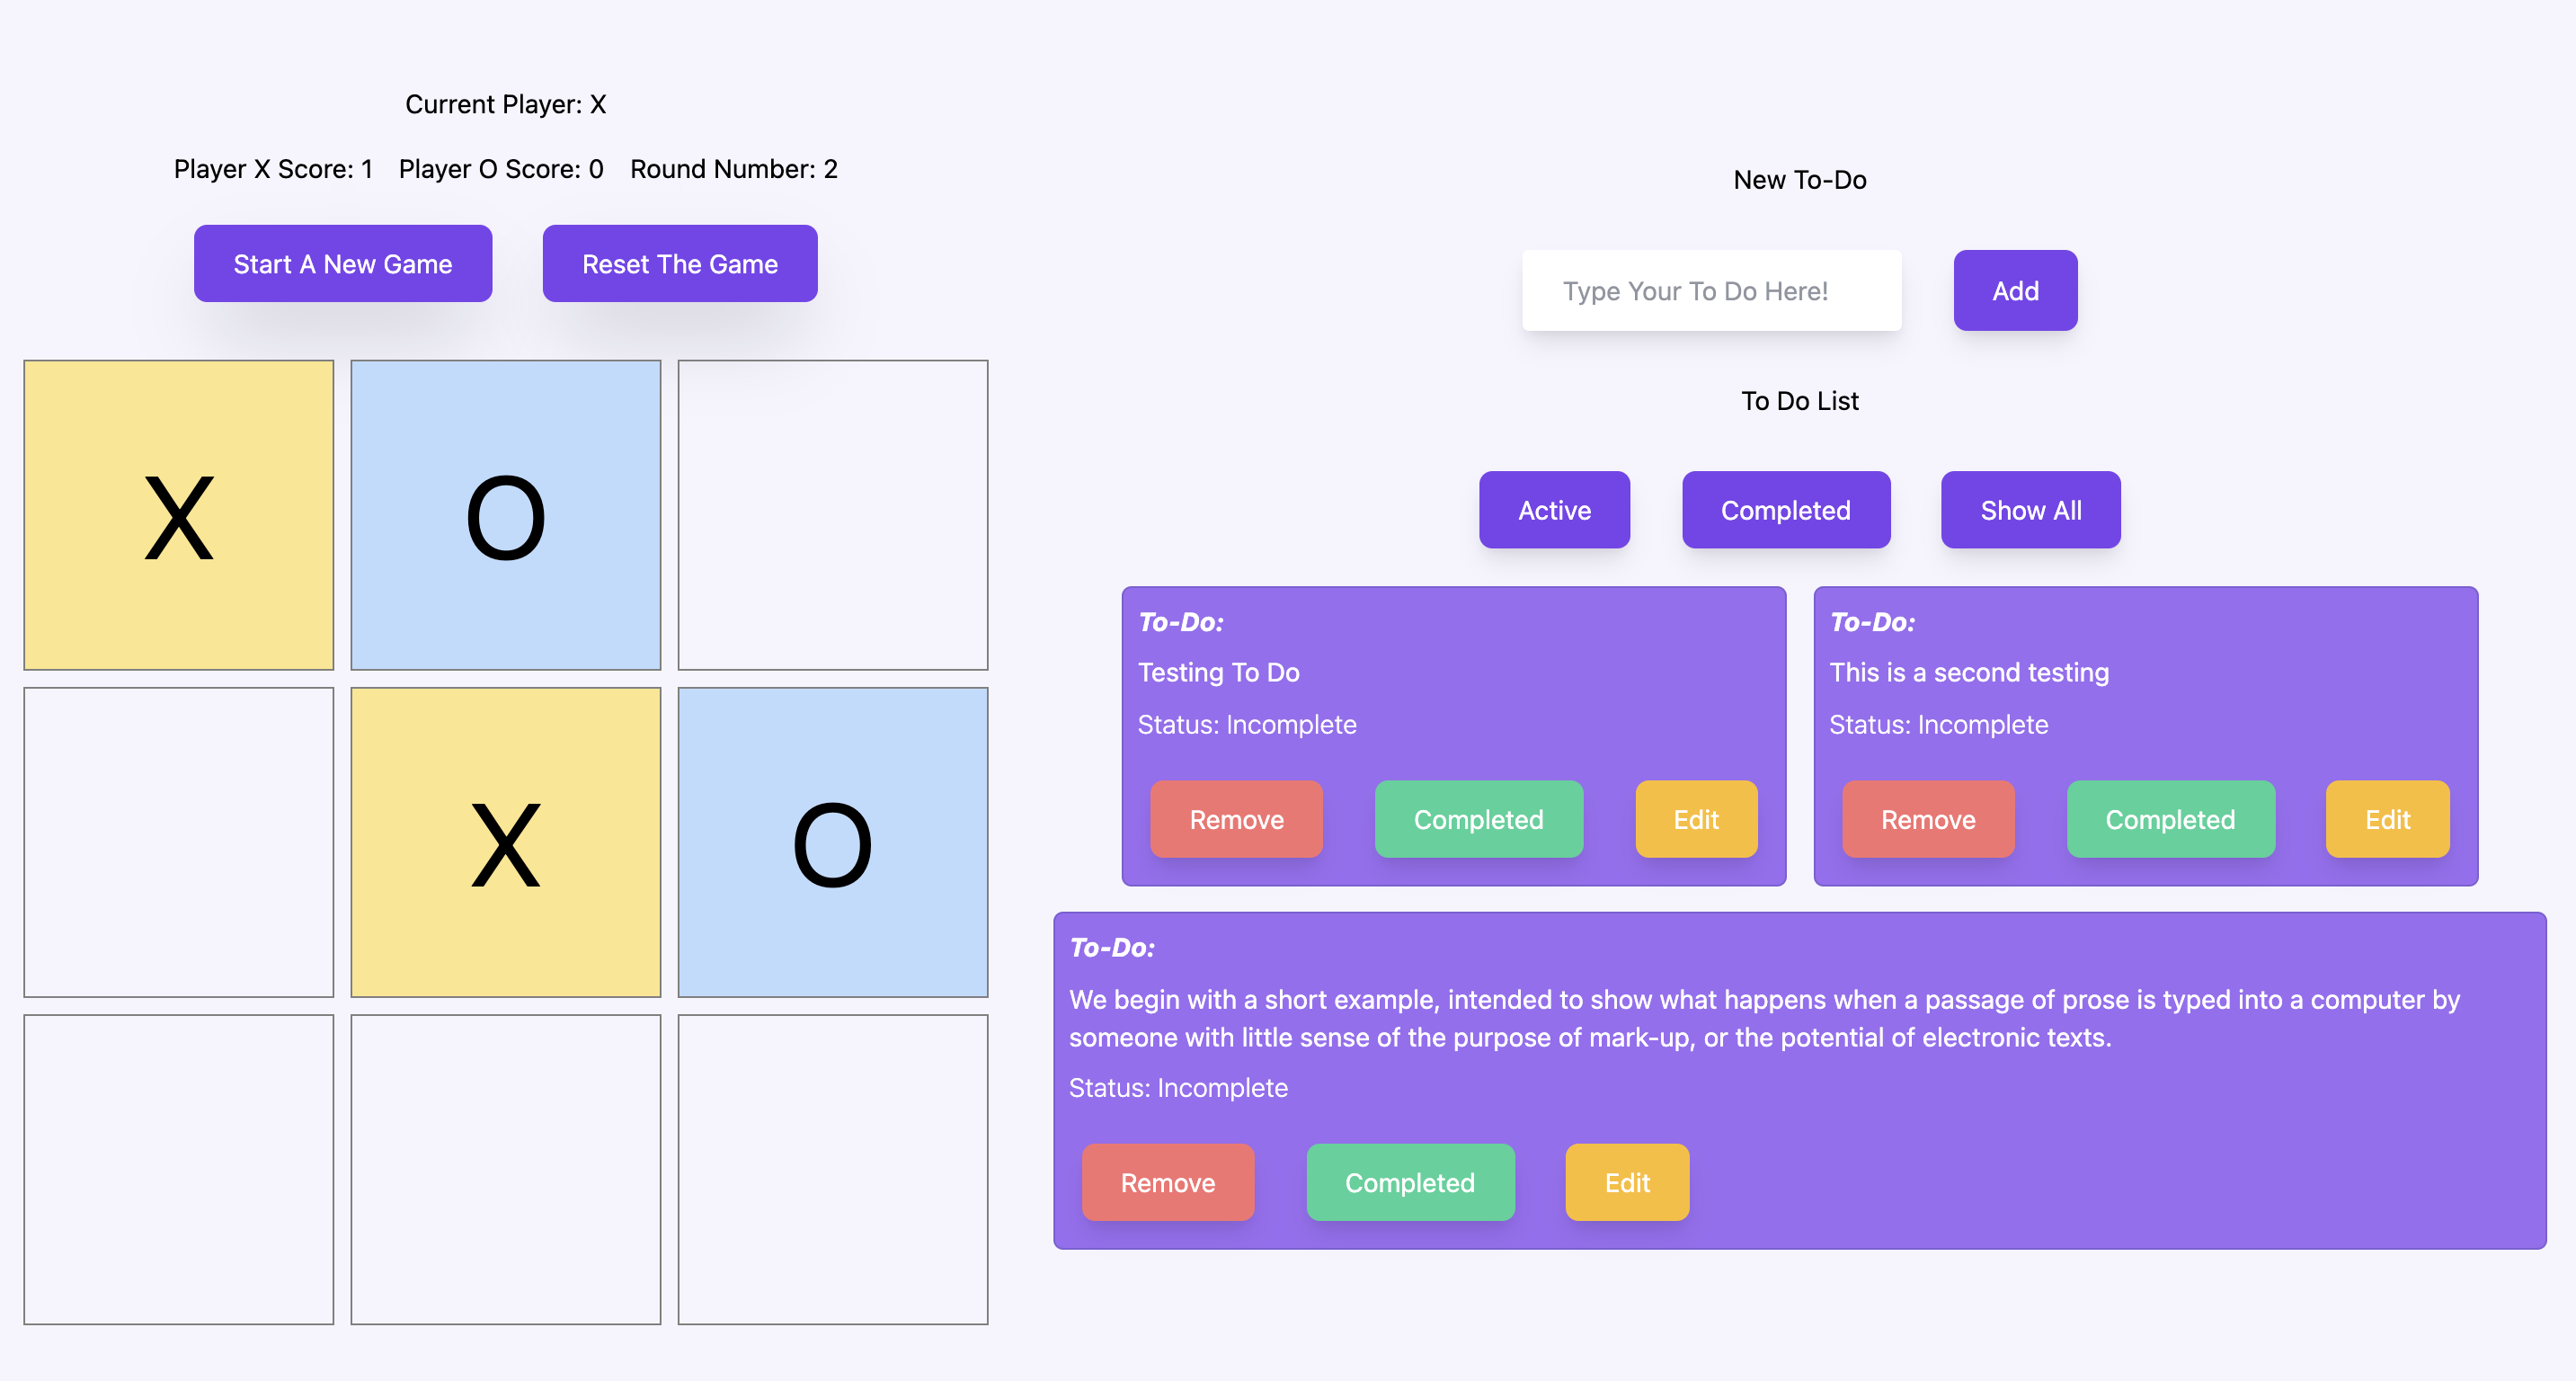 Current Player: X
Player X Score: 1 Player O Score: 0 Round Number: 2
Start A New Game Reset The Game
X O
X O
New To-Do
Type Your To Do Here! Add
To Do List
Active Completed Show All
To-Do:
Testing To Do
Status: Incomplete
Remove Completed Edit
To-Do:
This is a second testing
Status: Incomplete
Remove Completed Edit
To-Do:
We begin with a short example, intended to show what happens when a passage of prose is typed into a computer by
someone with little sense of the purpose of mark-up, or the potential of electronic texts.
Status: Incomplete
Remove Completed Edit